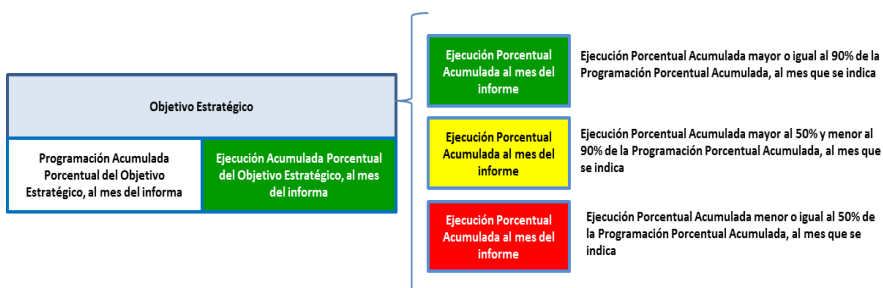 Objetivo Estratégico
Programación Acumulada
Porcentual del Objetivo
Estratégico, al mes del informa
Ejecución Acumulada Porcentual
del Objetivo Estratégico, al mes
del informa
Ejecución Porcentual
Acumulada al mes del
informe
Ejecución Porcentual Acumulada mayor o igual al 90% de la
Programación Porcentual Acumulada, al mes que se indica
Ejecución Porcentual
Acumulada al mes del
informe
Ejecución Porcentual Acumulada mayor al 50% y menor al
90% de la Programación Porcentual Acumulada, al mes que
se indica
Ejecución Porcentual
Acumulada al mes del
informe
Ejecución Porcentual Acumulada menor o igual al 50% de
la Programación Porcentual Acumulada, al mes que se
indica